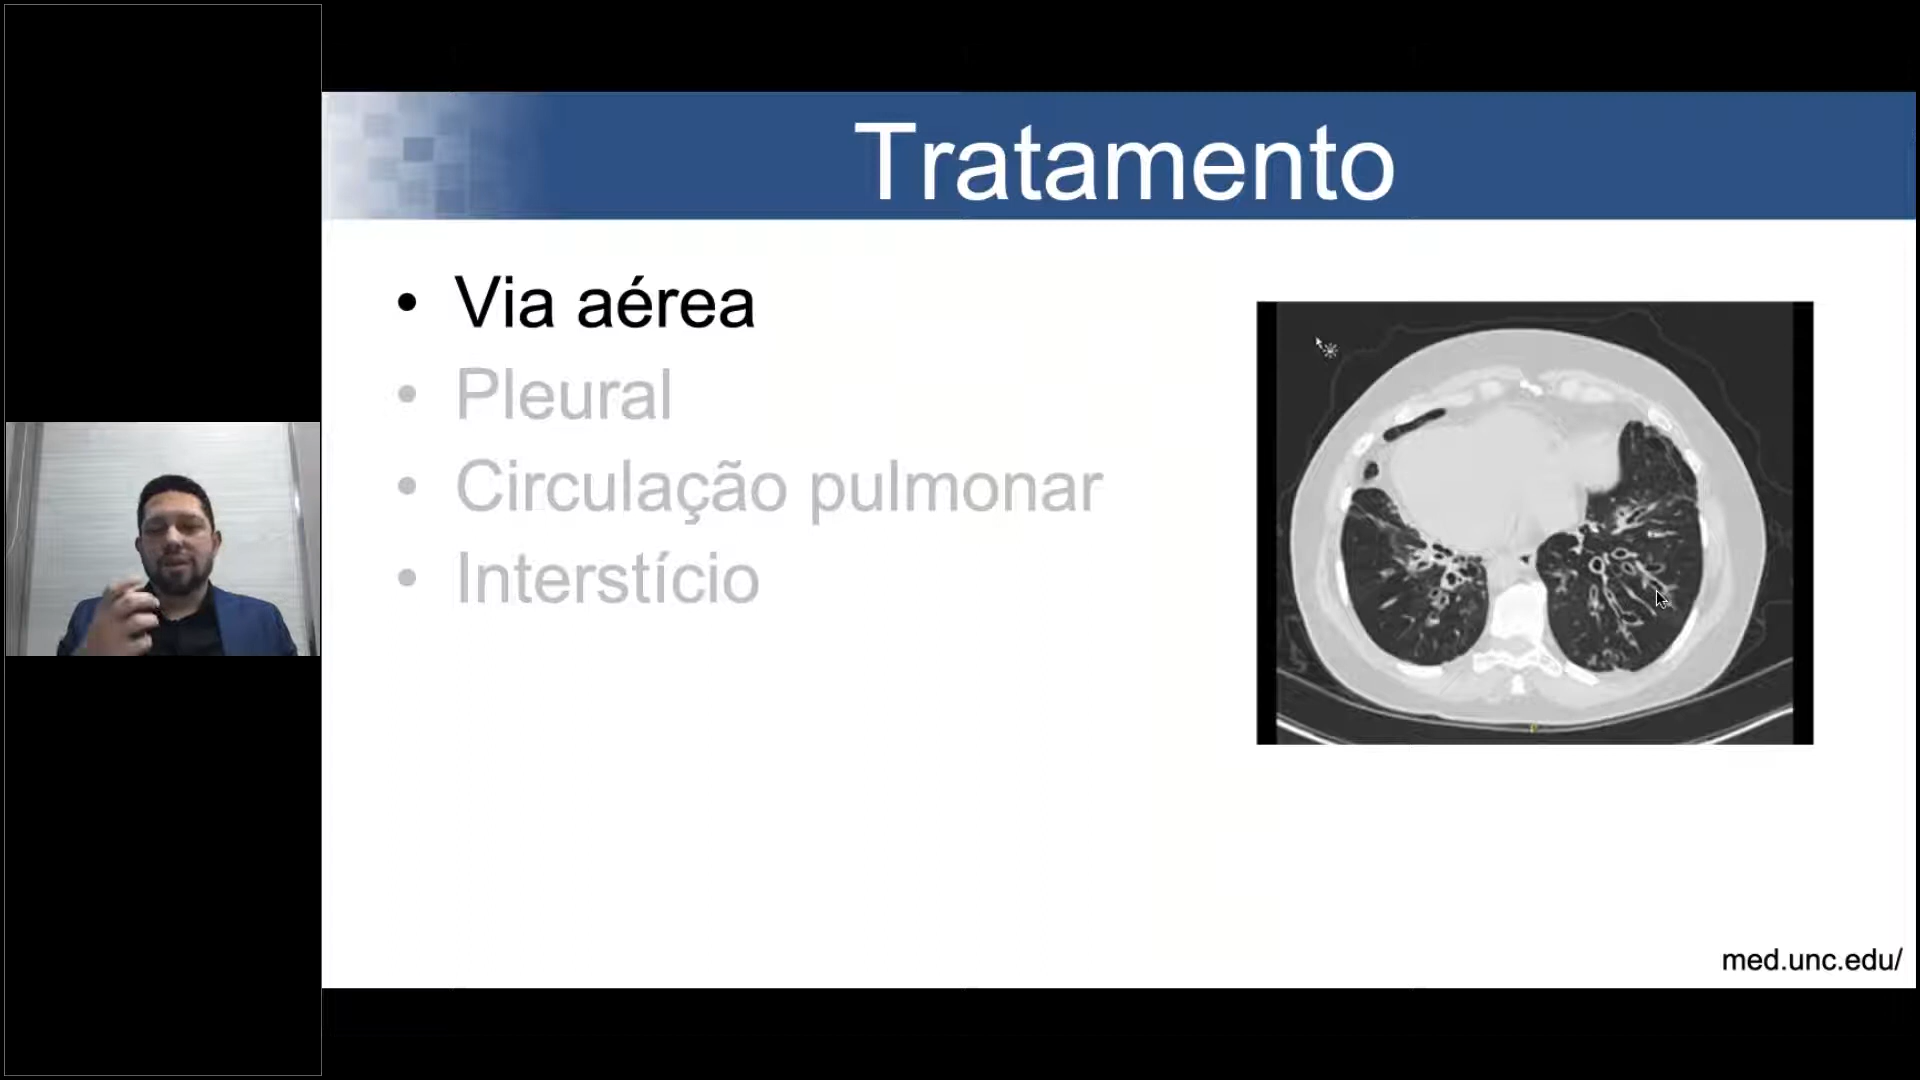 Tratamento
• Via aérea
• Pleural
• Circulação pulmonar
• Interstício
med.unc.edu/